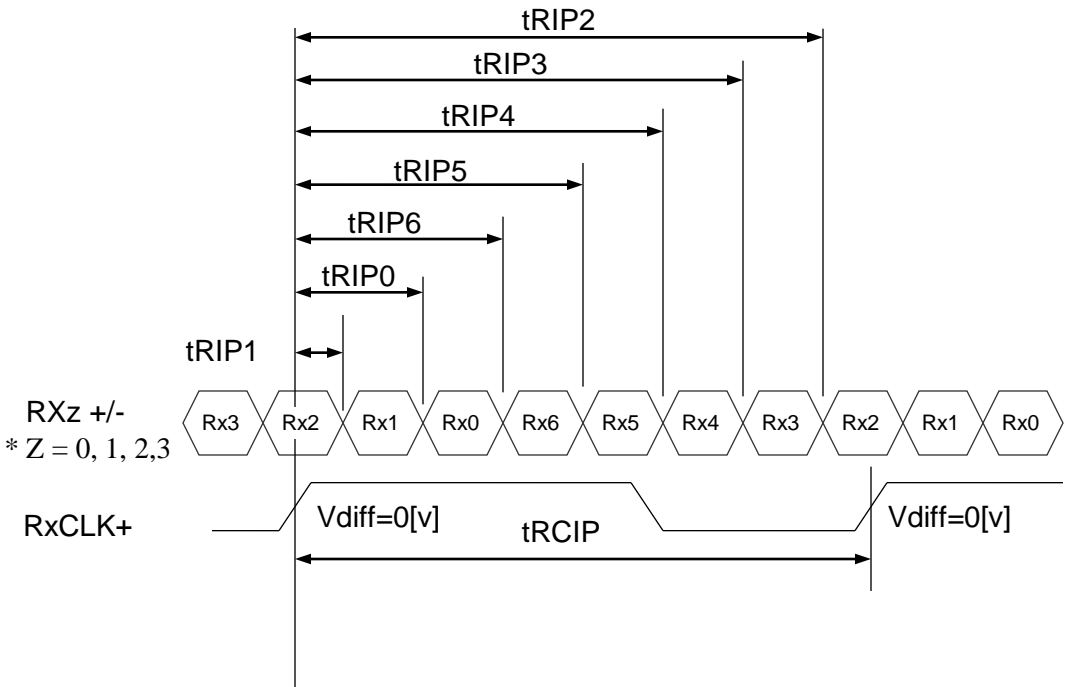 tRIP2
tRIP3
tRIP4
tRIP5
tRIP6
tRIP0
tRIP1
RXz +/-
* Z = 0, 1, 2,3
Rx3 Rx2 Rx1 Rx0 Rx6 Rx5 Rx4 Rx3 Rx2 Rx1 Rx0
RxCLK+
Vdiff=0[v]
tRCIP
Vdiff=0[v]